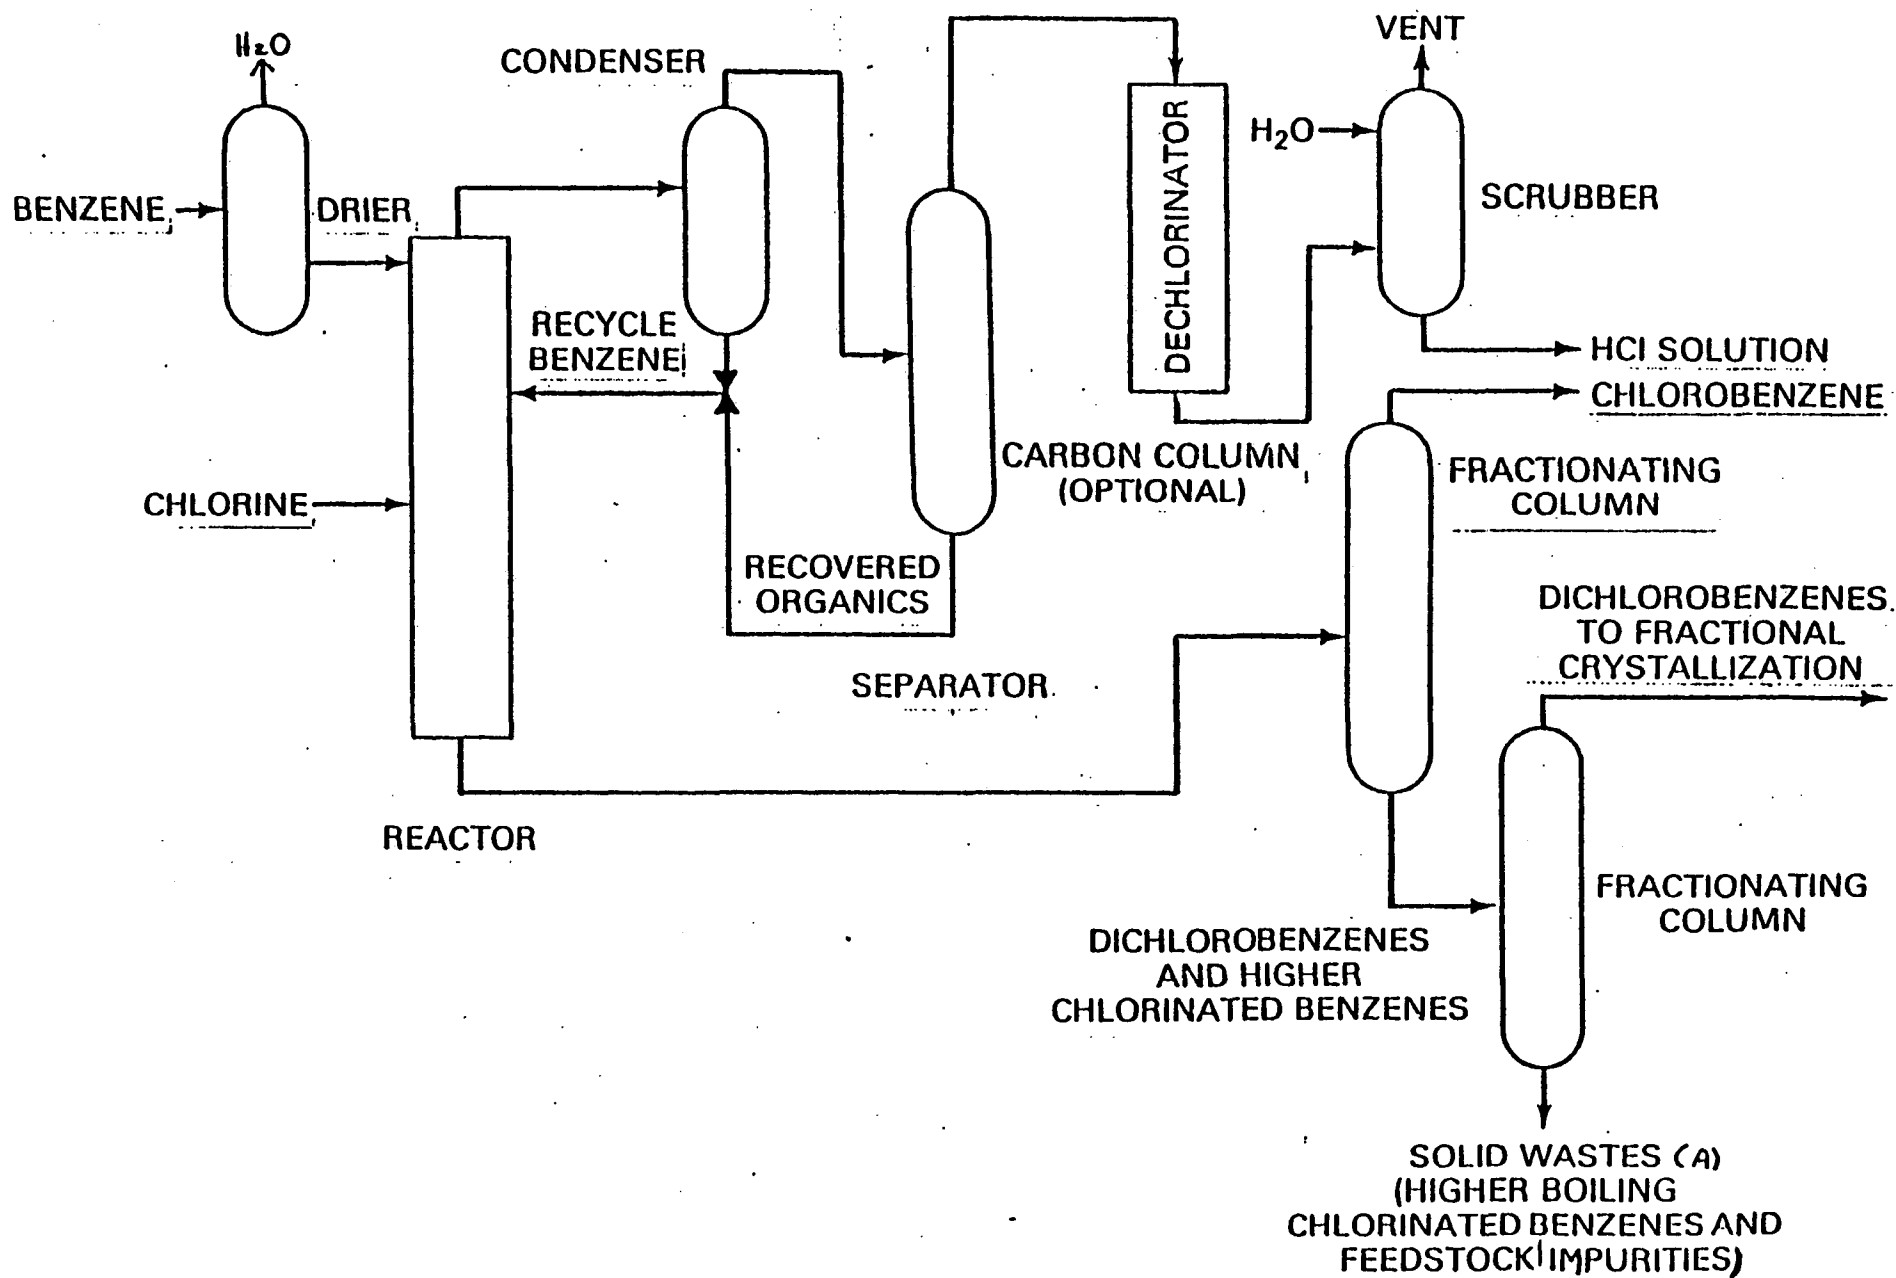 VENT
H₂O
CONDENSER
DECHLORINATOR
H₂O
SCRUBBER
BENZENE
DRIER
RECYCLE
BENZENE
HCl SOLUTION
CHLOROBENZENE
CARBON COLUMN
(OPTIONAL)
FRACTIONATING
COLUMN
CHLORINE
RECOVERED
ORGANICS
SEPARATOR
DICHLOROBENZENES
TO FRACTIONAL
CRYSTALLIZATION
REACTOR
FRACTIONATING
COLUMN
DICHLOROBENZENES
AND HIGHER
CHLORINATED BENZENES
SOLID WASTES (A)
(HIGHER BOILING
CHLORINATED BENZENES AND
FEEDSTOCK IMPURITIES)